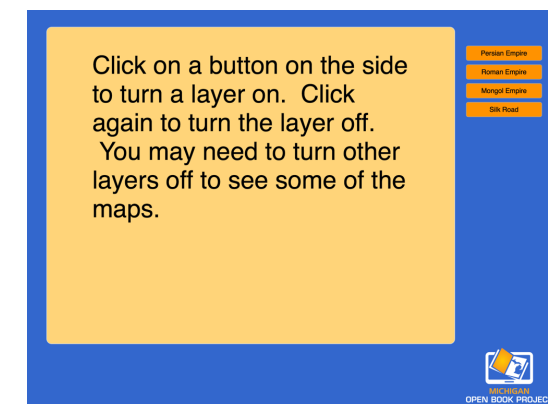 Click on a button on the side
to turn a layer on.  Click
again to turn the layer off.
You may need to turn other
layers off to see some of the
maps.
Persian Empire
Roman Empire
Mongol Empire
Silk Road
MICHIGAN
OPEN BOOK PROJEC